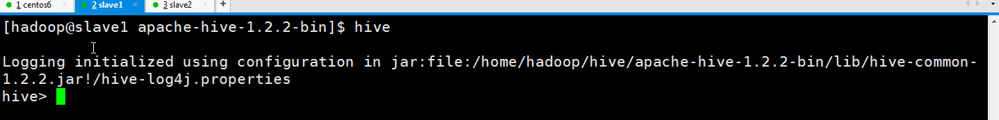 1 centos6 × 2 slave1 × 3 slave2 × +
[hadoop@slave1 apache-hive-1.2.2-bin]$ hive
Logging initialized using configuration in jar:file:/home/hadoop/hive/apache-hive-1.2.2-bin/lib/hive-common-
1.2.2.jar!/hive-log4j.properties
hive>